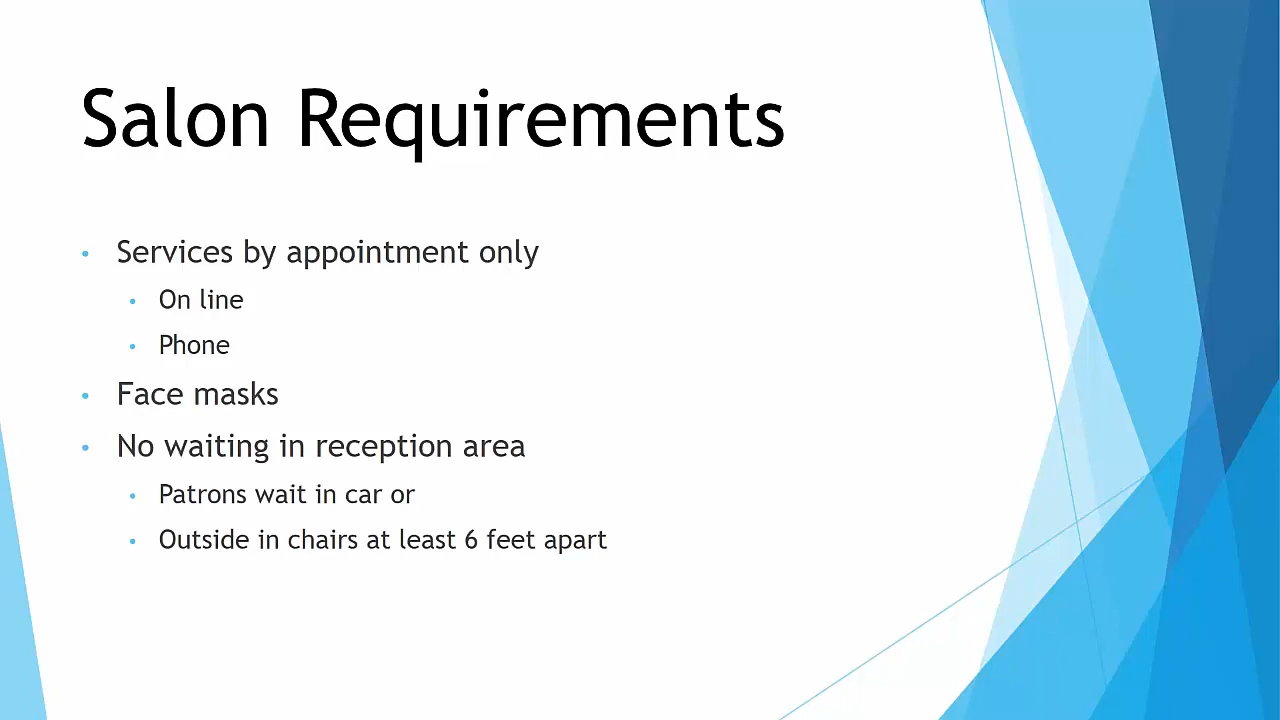 Salon Requirements
Services by appointment only
On line
Phone
Face masks
No waiting in reception area
Patrons wait in car or
Outside in chairs at least 6 feet apart